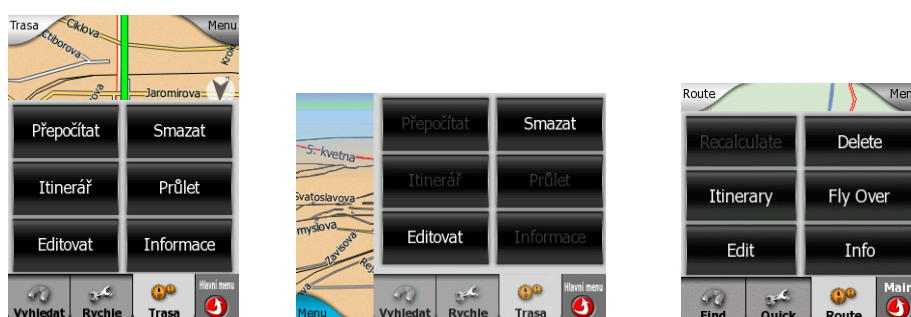 Trasa
Menu
Ciklova
Ctiborova
Jaromirova
Přepočítat
Smazat
Itinerář
Průlet
Editovat
Informace
Vyhledat
Rychle
Trasa
Hlavní menu
5. kvetna
Svatoslavova
Přepočítat
Smazat
Itinerář
Průlet
Editovat
Informace
Menu
Vyhledat
Rychle
Trasa
Hlavní menu
Route
Recalculate
Delete
Itinerary
Fly Over
Edit
Info
Find
Quick
Route
Main